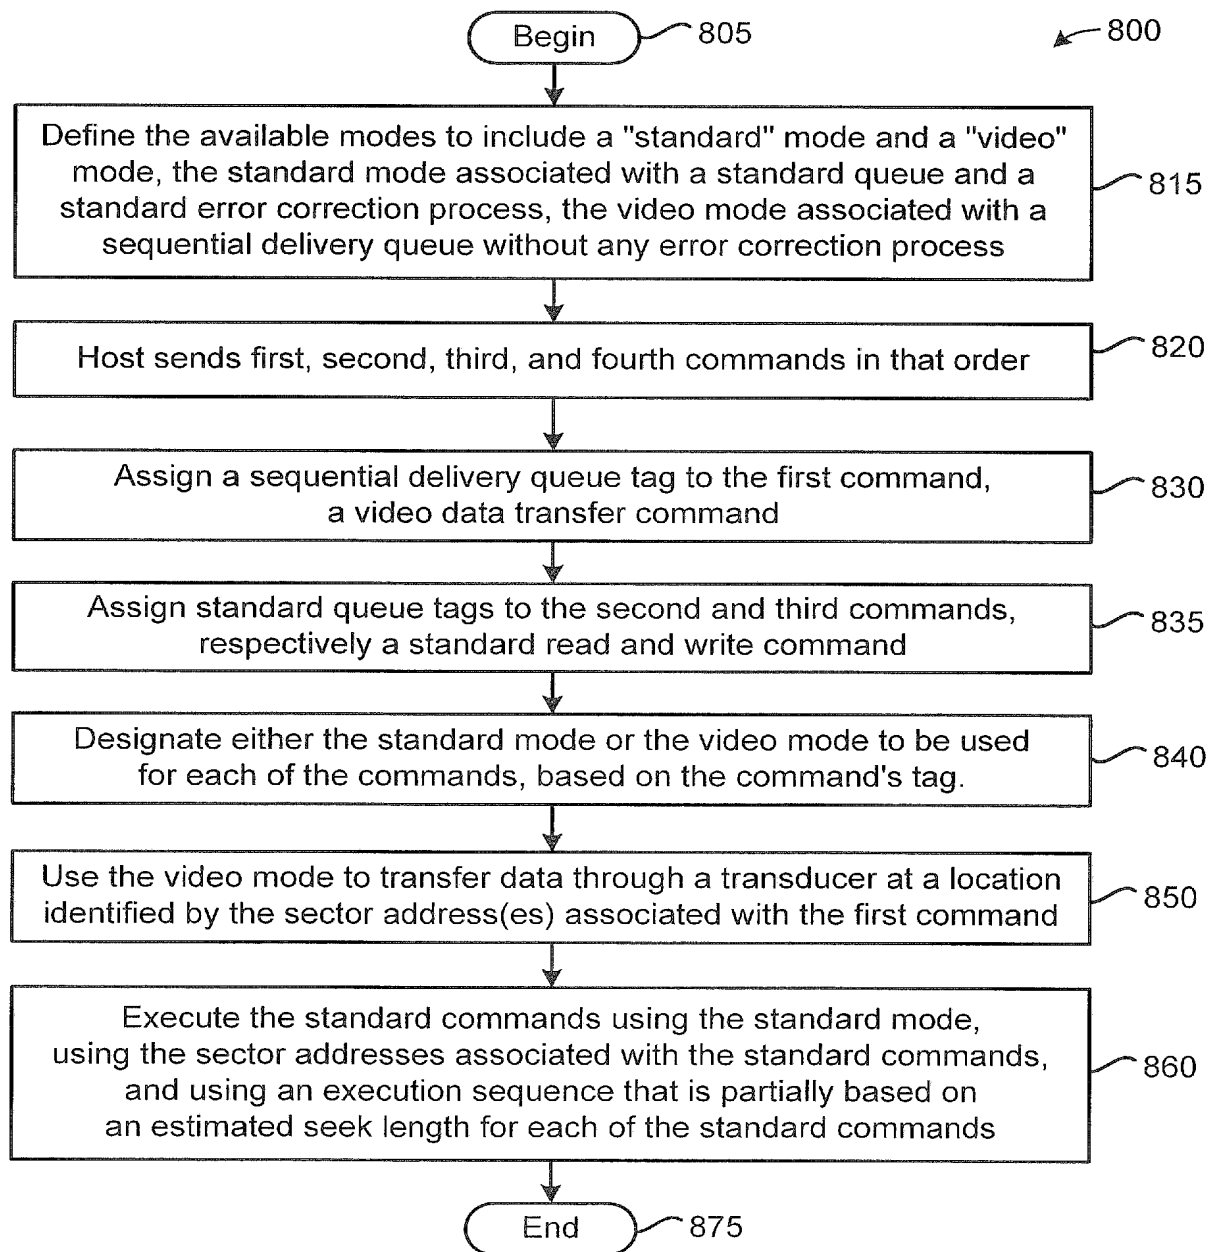 Begin
805
800
Define the available modes to include a "standard" mode and a "video"
mode, the standard mode associated with a standard queue and a
standard error correction process, the video mode associated with a
sequential delivery queue without any error correction process
815
Host sends first, second, third, and fourth commands in that order
820
Assign a sequential delivery queue tag to the first command,
a video data transfer command
830
Assign standard queue tags to the second and third commands,
respectively a standard read and write command
835
Designate either the standard mode or the video mode to be used
for each of the commands, based on the command's tag.
840
Use the video mode to transfer data through a transducer at a location
identified by the sector address(es) associated with the first command
850
Execute the standard commands using the standard mode,
using the sector addresses associated with the standard commands,
and using an execution sequence that is partially based on
an estimated seek length for each of the standard commands
860
End
875